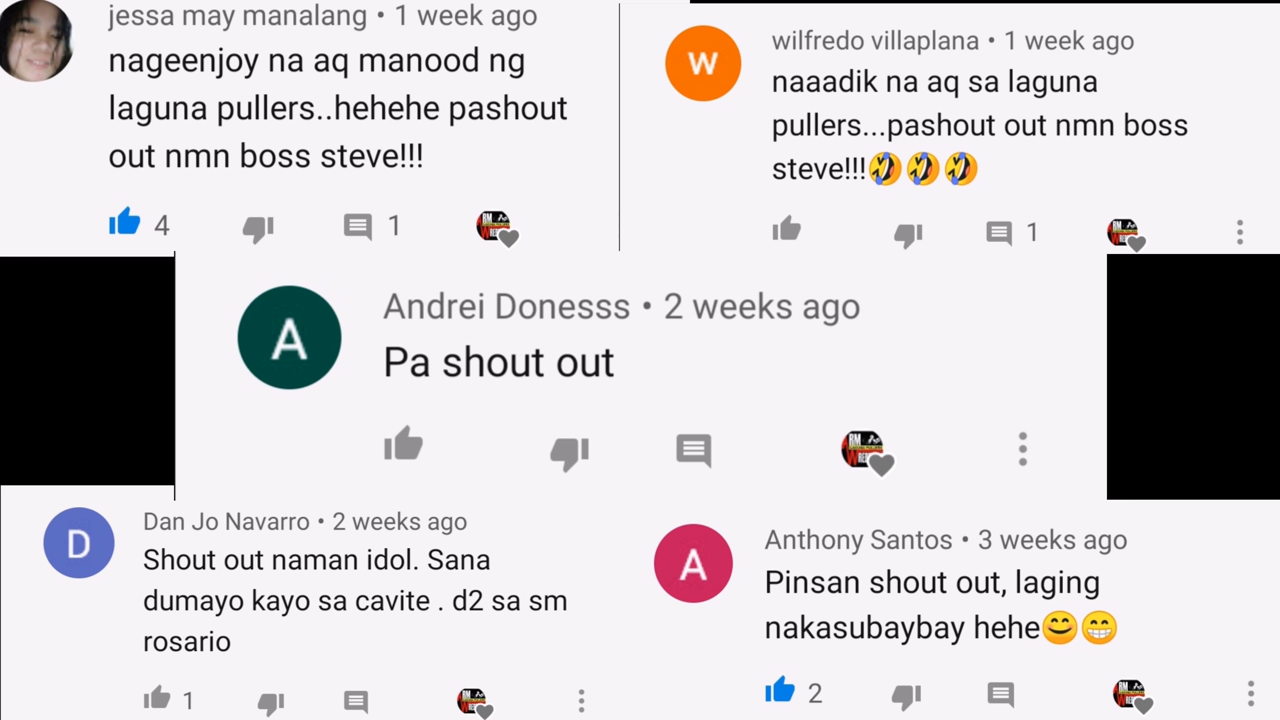 jessa may manalang • 1 week ago
nageenjoy na aq manood ng
laguna pullers..hehehe pashout
out nmn boss steve!!!
4
1
wilfredo villaplana • 1 week ago
W
naaadik na aq sa laguna
pullers...pashout out nmn boss
steve!!!🤣🤣🤣
1
Andrei Donesss • 2 weeks ago
A
Pa shout out
Dan Jo Navarro • 2 weeks ago
D
Shout out naman idol. Sana
dumayo kayo sa cavite . d2 sa sm
rosario
1
Anthony Santos • 3 weeks ago
A
Pinsan shout out, laging
nakasubaybay hehe😊😁
2